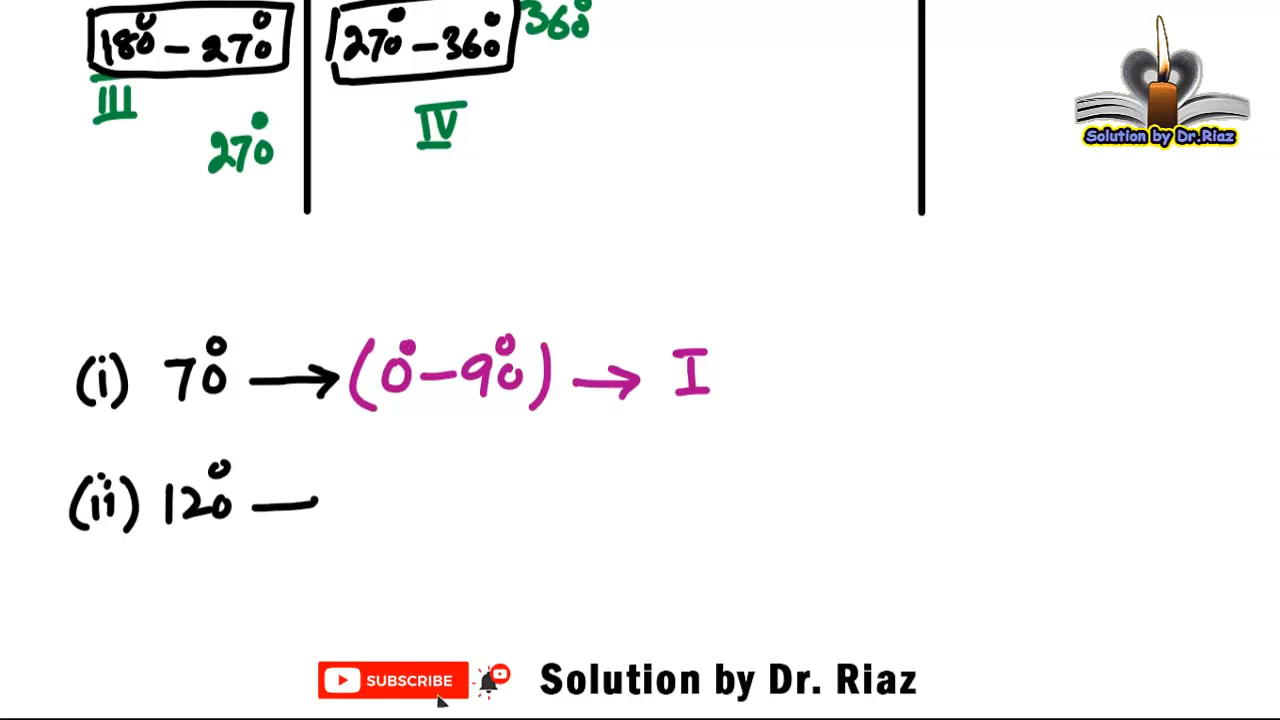 180° – 270° 270° – 360° 360°
III IV
270°
Solution by Dr.Riaz
(i) 70° → (0° – 90°) → I
(ii) 120° —
SUBSCRIBE Solution by Dr. Riaz